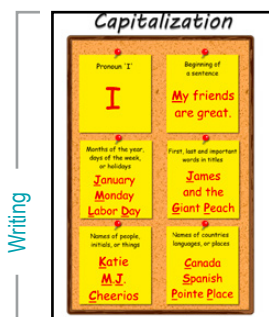 Capitalization
Writing
Pronoun 'I'
I
Beginning of
a sentence
My friends
are great.
Months of the year,
days of the week,
or holidays
January
Monday
Labor Day
First, last and important
words in titles
James
and the
Giant Peach
Names of people,
initials, or things
Katie
M.J.
Cheerios
Names of countries
languages, or places
Canada
Spanish
Pointe Place